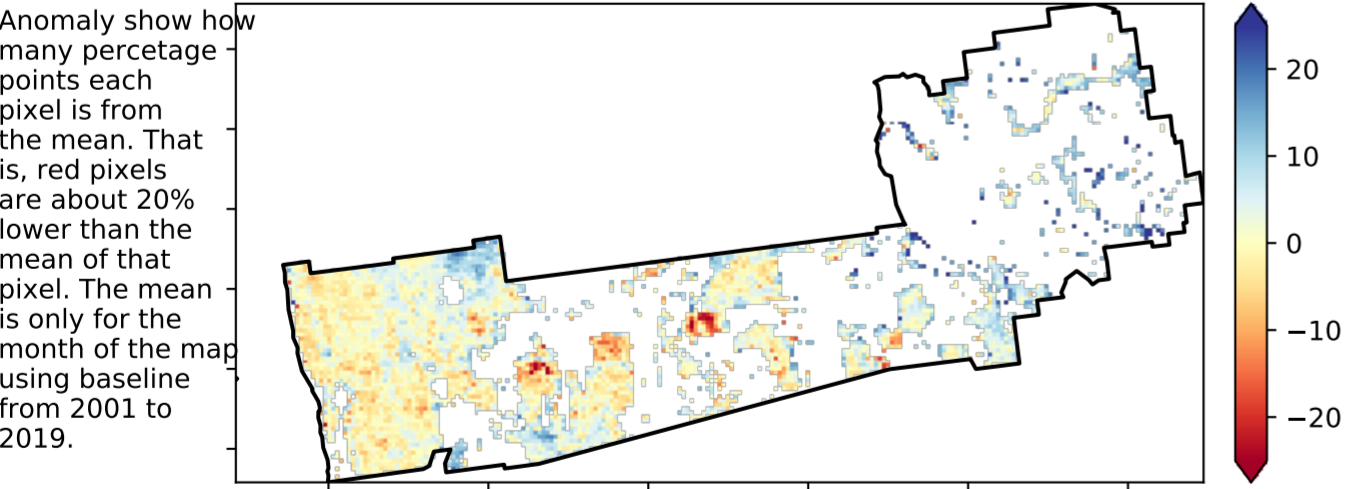 Anomaly show how
many percetage
points each
pixel is from
the mean. That
is, red pixels
are about 20%
lower than the
mean of that
pixel. The mean
is only for the
month of the map
using baseline
from 2001 to
2019.
20
10
0
−10
−20